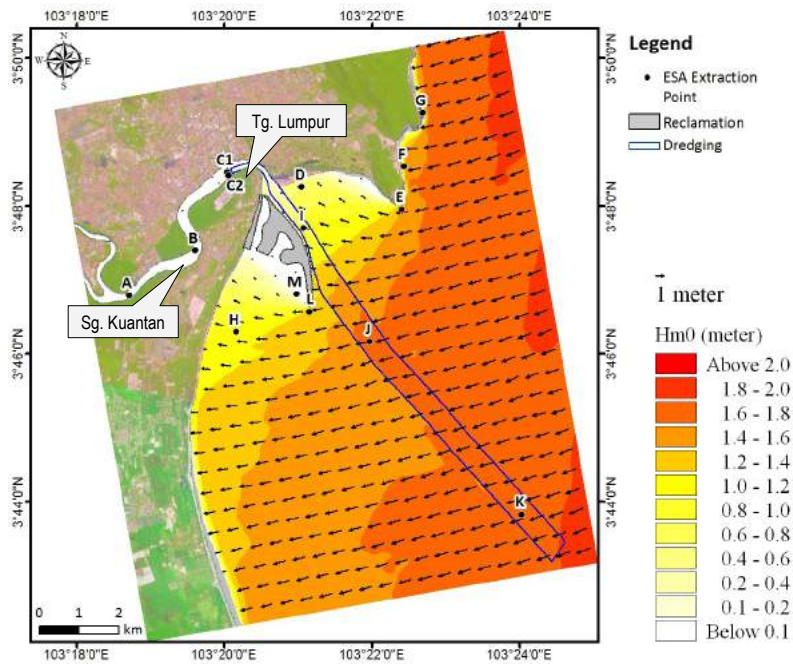 103°18'0"E 103°20'0"E 103°22'0"E 103°24'0"E
3°50'0"N
3°48'0"N
3°46'0"N
3°44'0"N
3°50'0"N
3°48'0"N
3°46'0"N
3°44'0"N
N
W E
S
Tg. Lumpur
G
F
C1
C2
D
E
I
B
A
M
L
Sg. Kuantan
H
J
K
0 1 2
km
103°18'0"E 103°20'0"E 103°22'0"E 103°24'0"E
Legend
ESA Extraction
Point
Reclamation
Dredging
1 meter
Hm0 (meter)
Above 2.0
1.8 - 2.0
1.6 - 1.8
1.4 - 1.6
1.2 - 1.4
1.0 - 1.2
0.8 - 1.0
0.6 - 0.8
0.4 - 0.6
0.2 - 0.4
0.1 - 0.2
Below 0.1